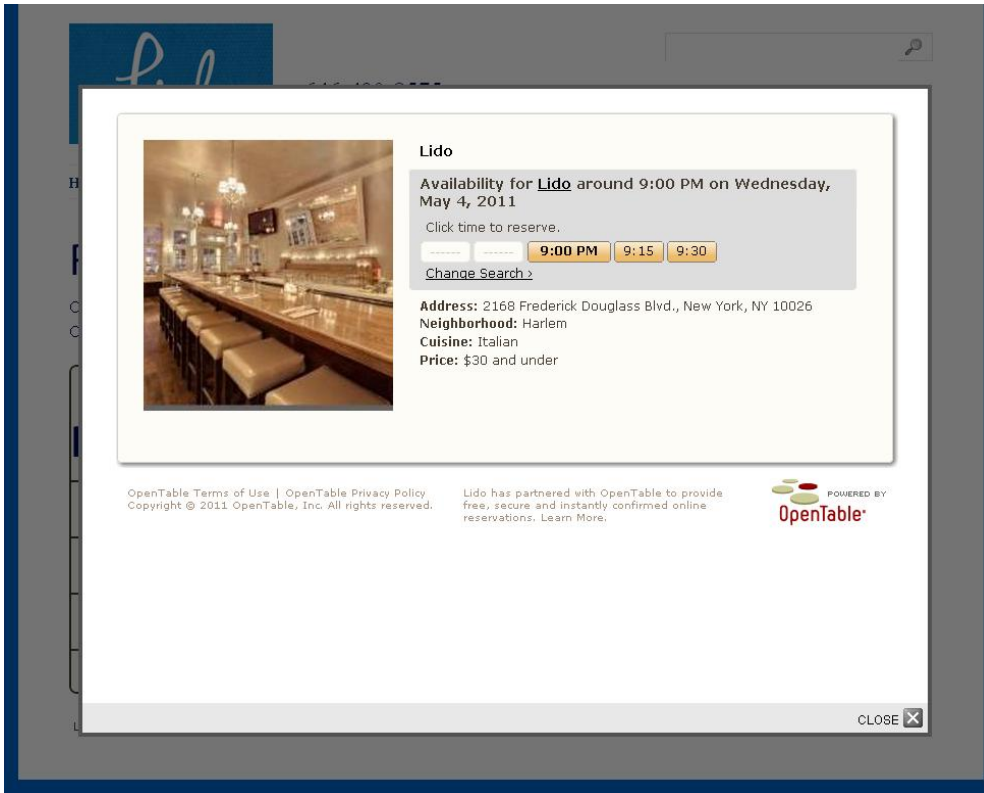 Lido
Availability for Lido around 9:00 PM on Wednesday,
May 4, 2011
Click time to reserve.
------ ------ 9:00 PM 9:15 9:30
Change Search ›
Address: 2168 Frederick Douglass Blvd., New York, NY 10026
Neighborhood: Harlem
Cuisine: Italian
Price: $30 and under
OpenTable Terms of Use | OpenTable Privacy Policy
Copyright © 2011 OpenTable, Inc. All rights reserved.
Lido has partnered with OpenTable to provide
free, secure and instantly confirmed online
reservations. Learn More.
POWERED BY
OpenTable
CLOSE